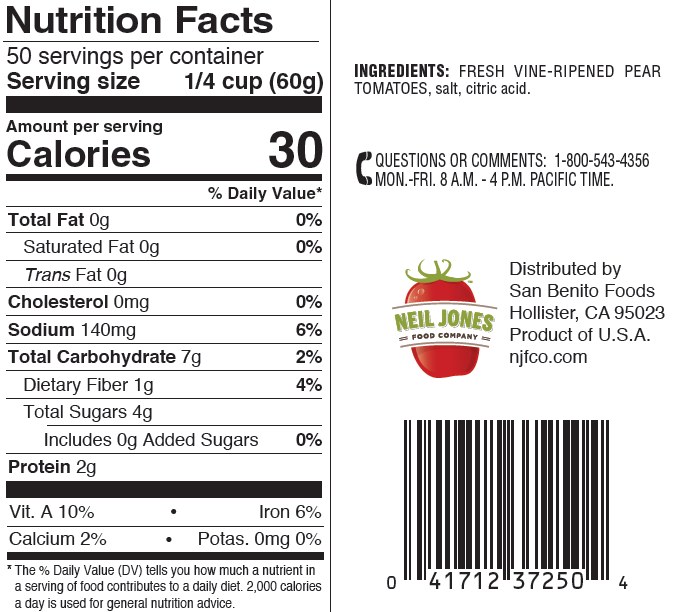 Nutrition Facts
50 servings per container
Serving size 1/4 cup (60g)
Amount per serving
Calories 30
% Daily Value*
Total Fat 0g 0%
Saturated Fat 0g 0%
Trans Fat 0g
Cholesterol 0mg 0%
Sodium 140mg 6%
Total Carbohydrate 7g 2%
Dietary Fiber 1g 4%
Total Sugars 4g
Includes 0g Added Sugars 0%
Protein 2g
Vit. A 10% • Iron 6%
Calcium 2% • Potas. 0mg 0%
* The % Daily Value (DV) tells you how much a nutrient in
a serving of food contributes to a daily diet. 2,000 calories
a day is used for general nutrition advice.
INGREDIENTS: FRESH VINE-RIPENED PEAR
TOMATOES, salt, citric acid.
QUESTIONS OR COMMENTS: 1-800-543-4356
MON.-FRI. 8 A.M. - 4 P.M. PACIFIC TIME.
NEIL JONES
FOOD COMPANY
Distributed by
San Benito Foods
Hollister, CA 95023
Product of U.S.A.
njfco.com
0 41712 37250 4